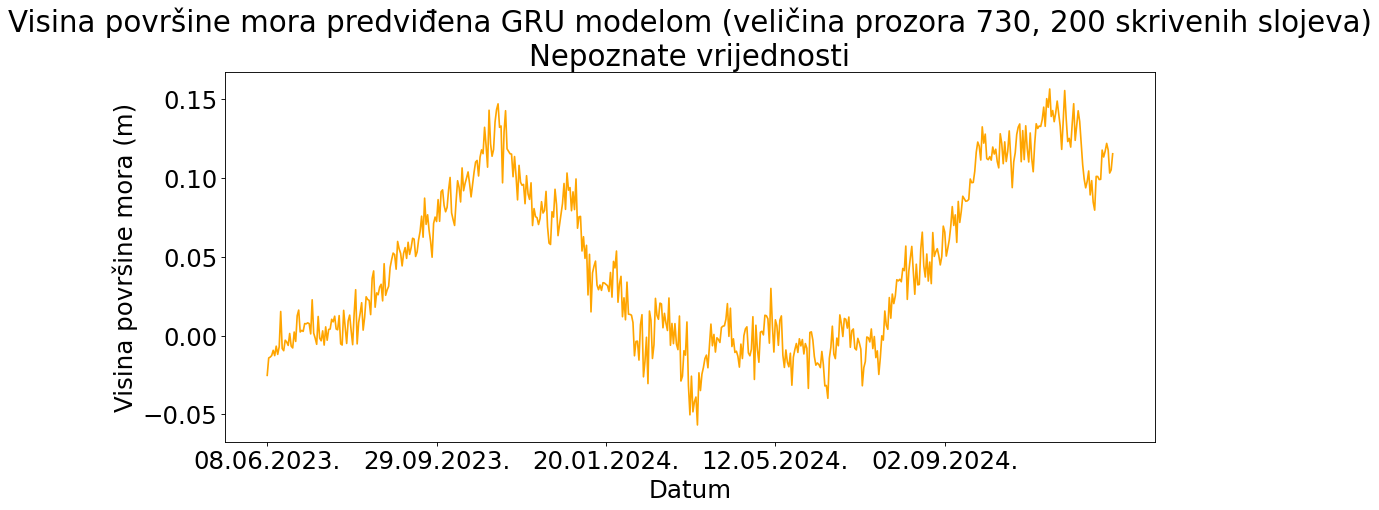 Visina površine mora predviđena GRU modelom (veličina prozora 730, 200 skrivenih slojeva)
Nepoznate vrijednosti
Visina površine mora (m)
0.15
0.10
0.05
0.00
−0.05
08.06.2023. 29.09.2023. 20.01.2024. 12.05.2024. 02.09.2024.
Datum